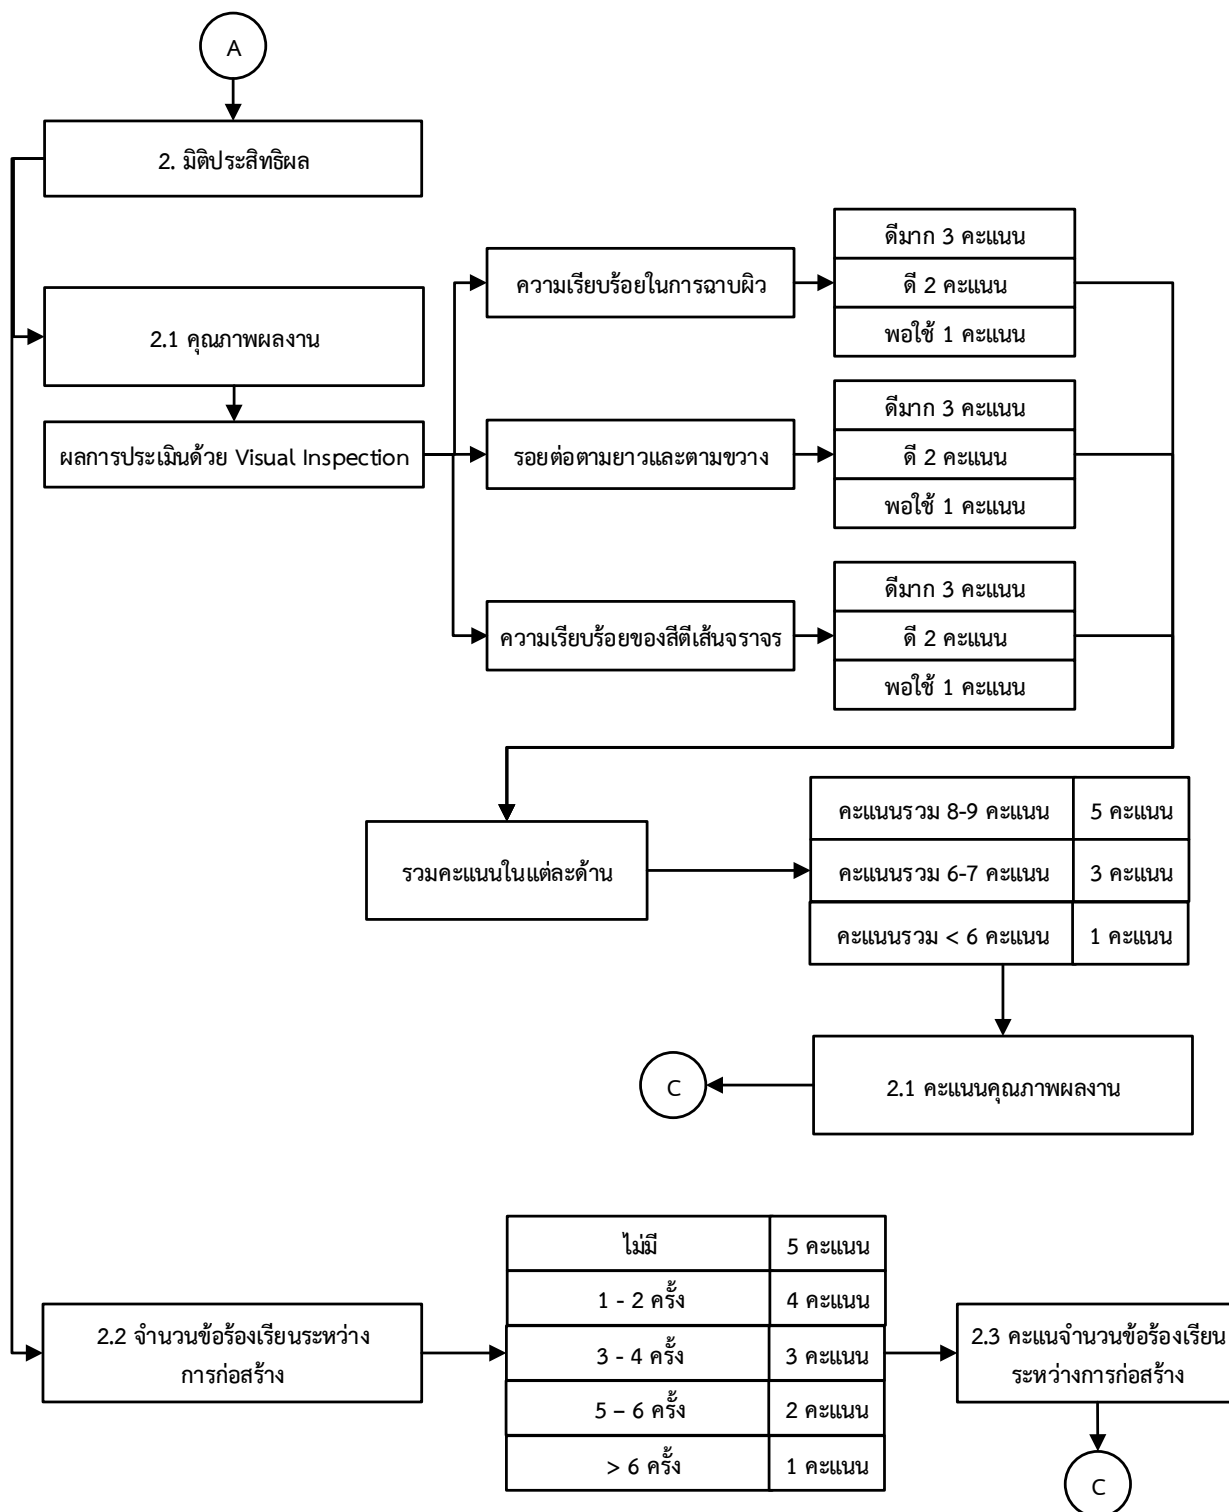 A
2. มิติประสิทธิผล
2.1 คุณภาพผลงาน
ผลการประเมินด้วย Visual Inspection
ความเรียบร้อยในการฉาบผิว
ดีมาก 3 คะแนน
ดี 2 คะแนน
พอใช้ 1 คะแนน
รอยต่อตามยาวและตามขวาง
ดีมาก 3 คะแนน
ดี 2 คะแนน
พอใช้ 1 คะแนน
ความเรียบร้อยของสีตีเส้นจราจร
ดีมาก 3 คะแนน
ดี 2 คะแนน
พอใช้ 1 คะแนน
รวมคะแนนในแต่ละด้าน
คะแนนรวม 8-9 คะแนน 5 คะแนน
คะแนนรวม 6-7 คะแนน 3 คะแนน
คะแนนรวม < 6 คะแนน 1 คะแนน
2.1 คะแนนคุณภาพผลงาน
C
2.2 จำนวนข้อร้องเรียนระหว่าง
การก่อสร้าง
ไม่มี 5 คะแนน
1 - 2 ครั้ง 4 คะแนน
3 - 4 ครั้ง 3 คะแนน
5 – 6 ครั้ง 2 คะแนน
> 6 ครั้ง 1 คะแนน
2.3 คะแนจำนวนข้อร้องเรียน
ระหว่างการก่อสร้าง
C